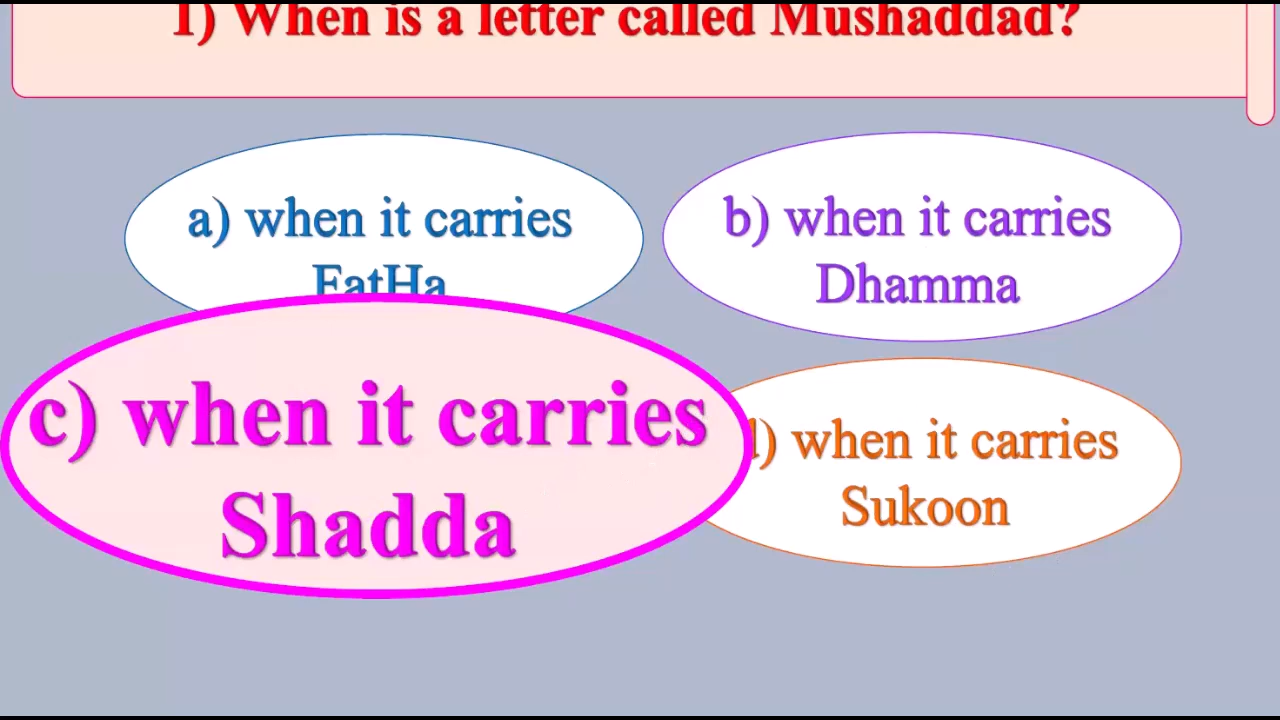 1) When is a letter called Mushaddad?
a) when it carries
FatHa
b) when it carries
Dhamma
c) when it carries
Shadda
d) when it carries
Sukoon